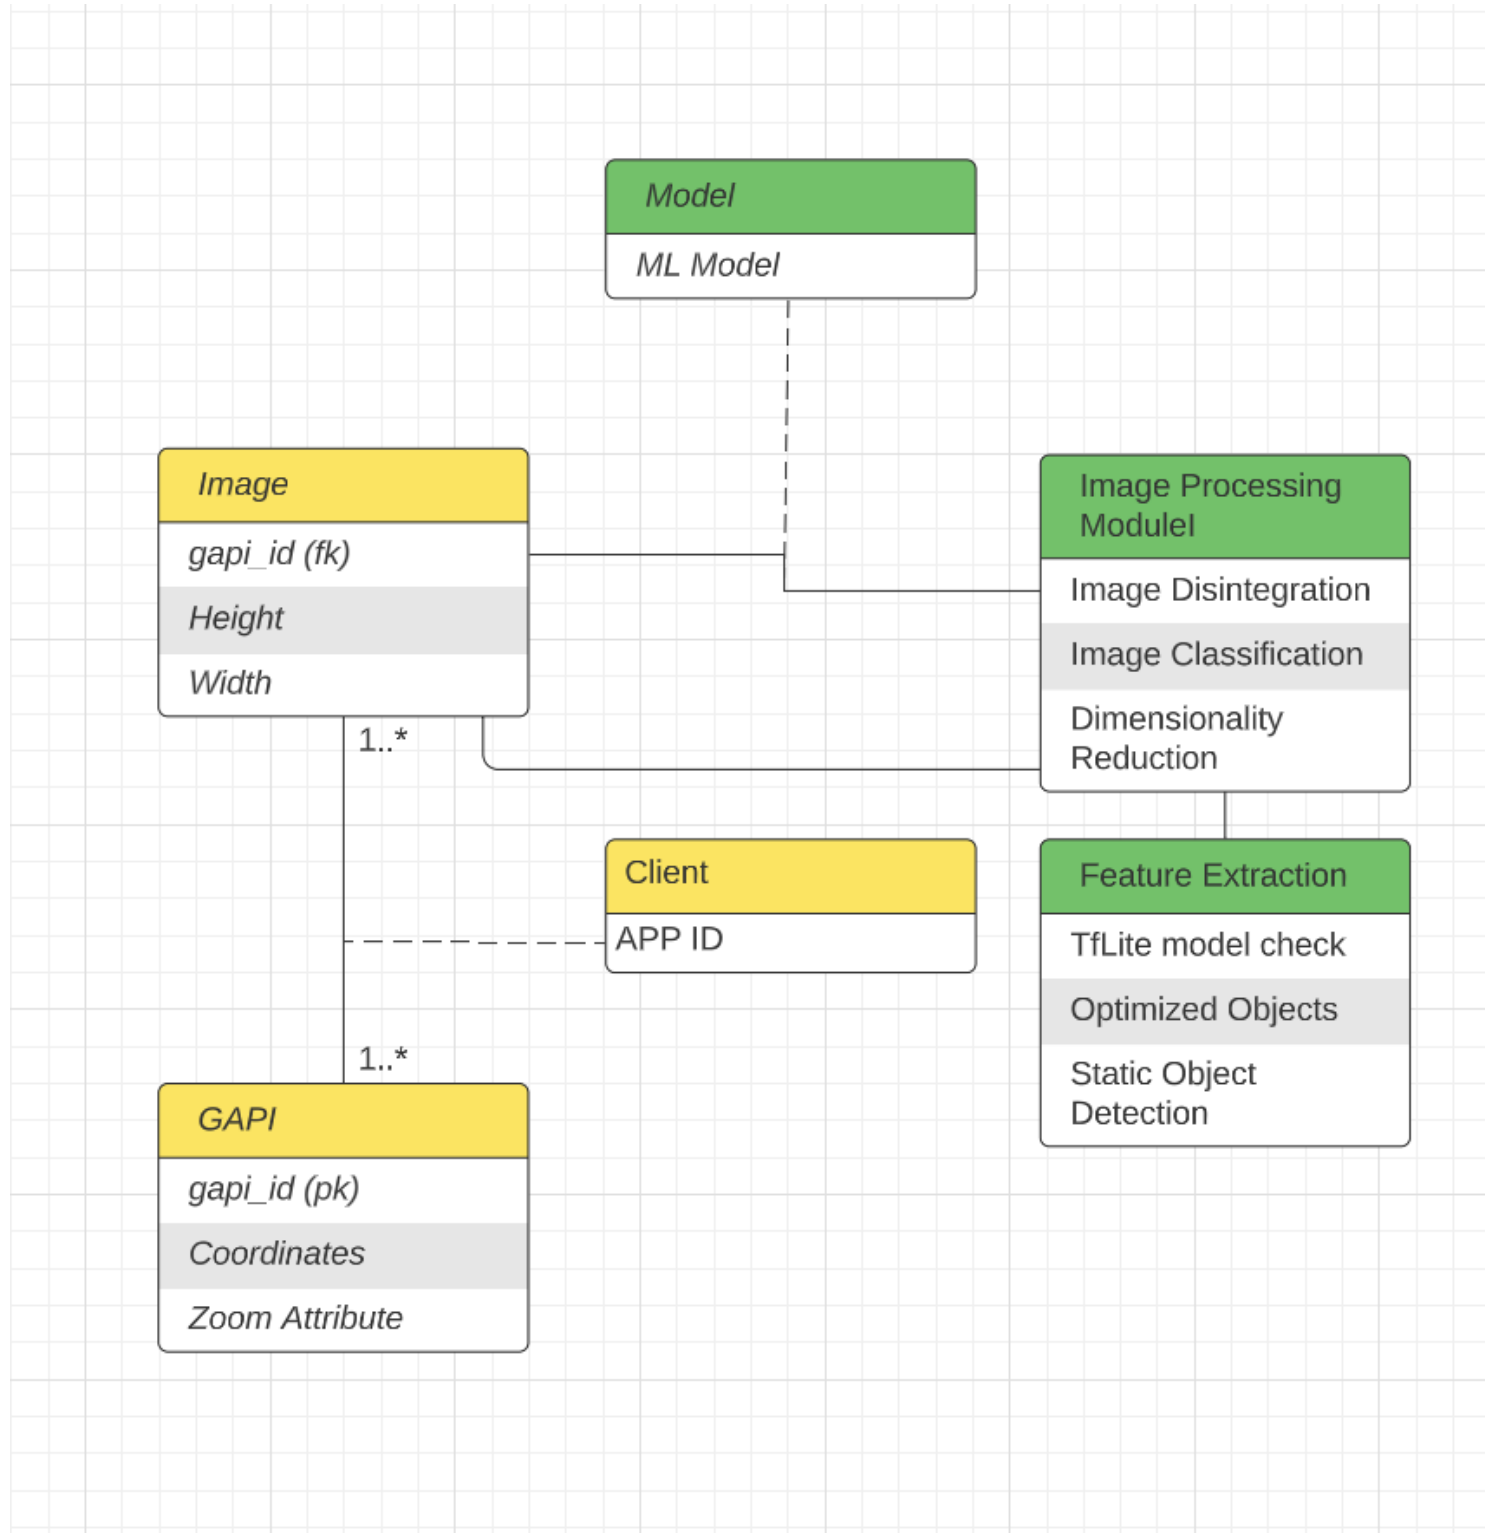 Model
ML Model
Image
gapi_id (fk)
Height
Width
1..*
Image Processing
ModuleI
Image Disintegration
Image Classification
Dimensionality
Reduction
Client
APP ID
Feature Extraction
TfLite model check
Optimized Objects
Static Object
Detection
1..*
GAPI
gapi_id (pk)
Coordinates
Zoom Attribute